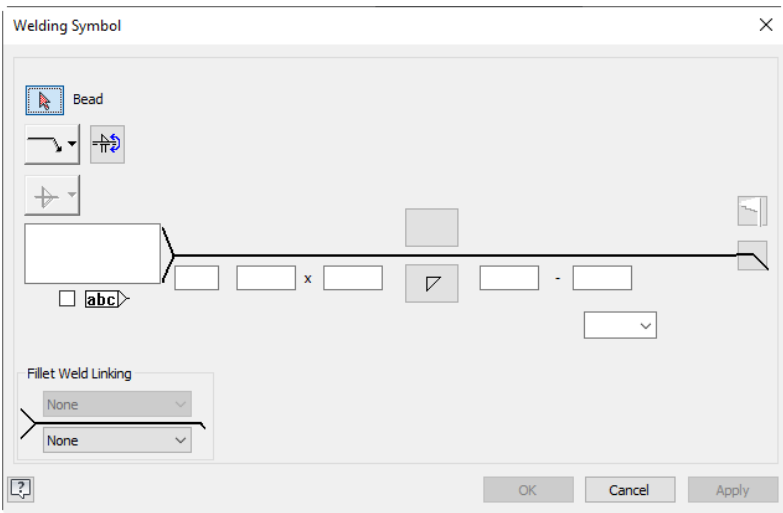 Welding Symbol
Bead
x
-
abc
Fillet Weld Linking
None
None
?
OK Cancel Apply